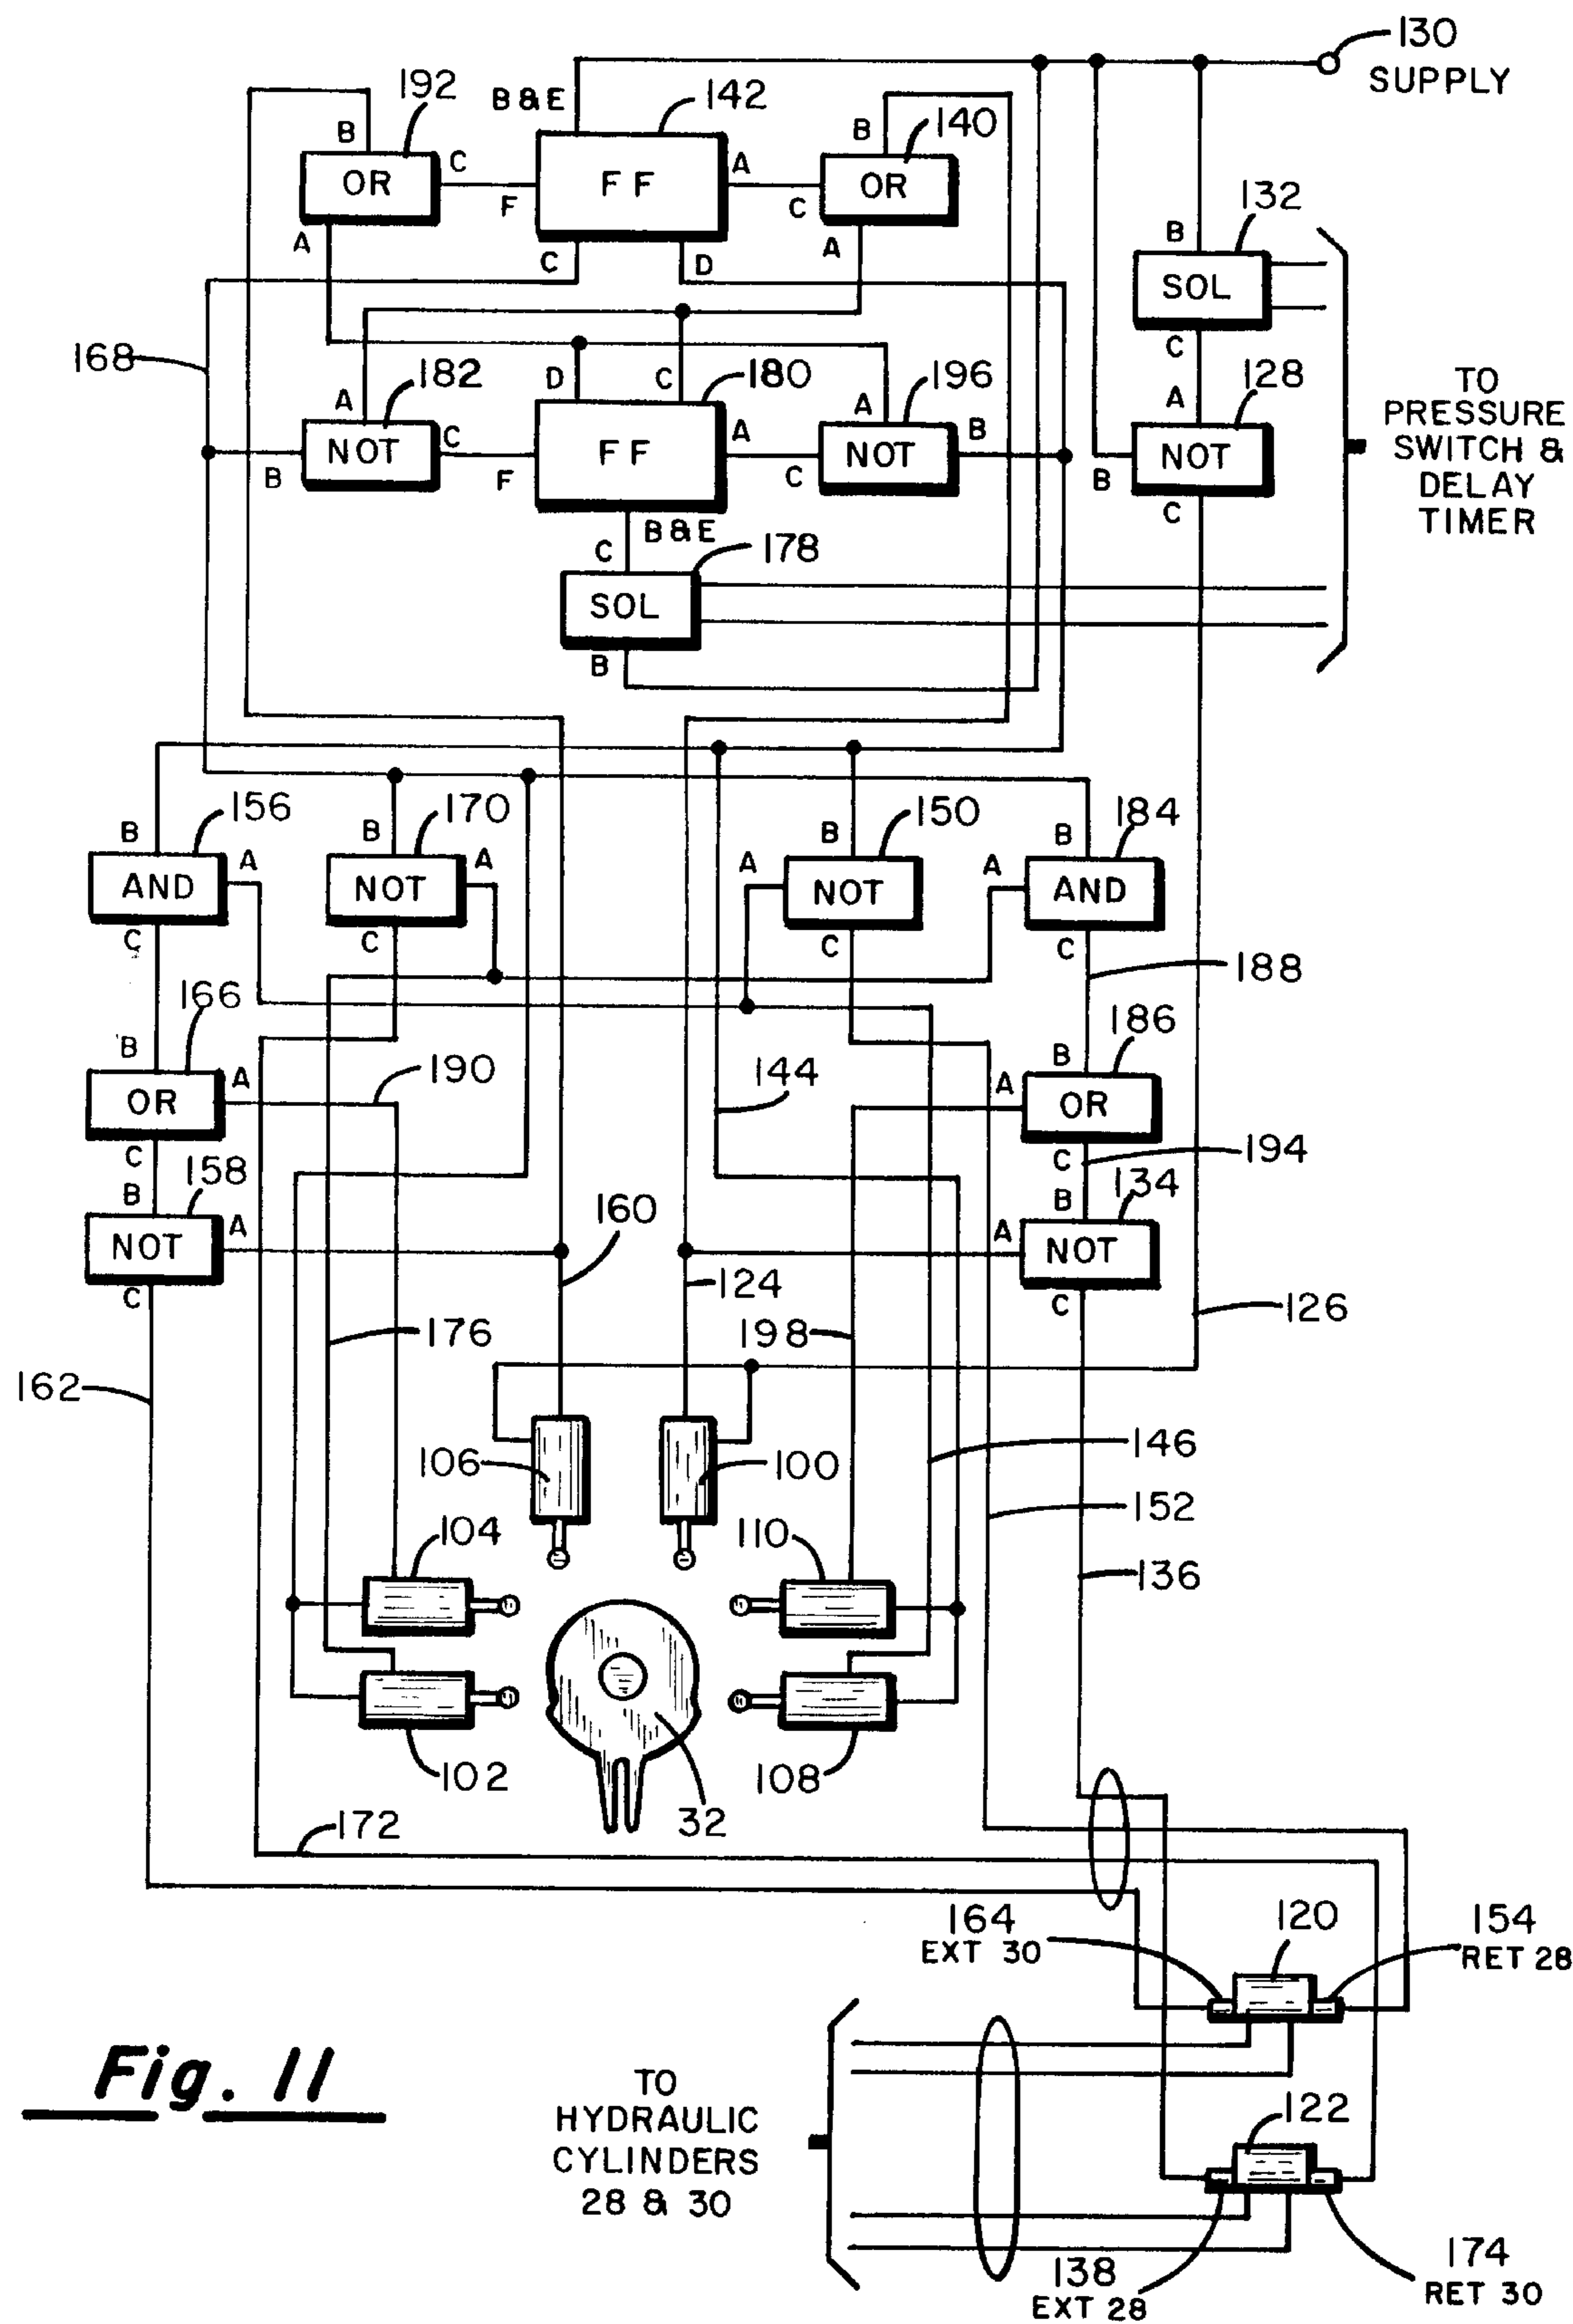 130
SUPPLY
192
B&E
142
B
140
B
OR
C
F
FF
A
C
OR
A
C
D
A
132
B
SOL
C
168
182
D
C
180
196
128
A
A
A
NOT
B
C
F
FF
A
C
NOT
B
B
NOT
C
TO
PRESSURE
SWITCH &
DELAY
TIMER
B&E
C
178
SOL
B
156
170
150
184
B
A
B
A
B
A
A
B
AND
NOT
NOT
AND
C
C
C
C
188
166
186
B
A
190
144
B
A
OR
OR
C
158
C
194
B
A
160
B
134
A
NOT
NOT
C
124
C
126
176
198
162
146
106
100
152
104
110
136
102
108
32
172
164
EXT 30
120
154
RET 28
Fig. 11
TO
HYDRAULIC
CYLINDERS
28 & 30
122
138
EXT 28
174
RET 30